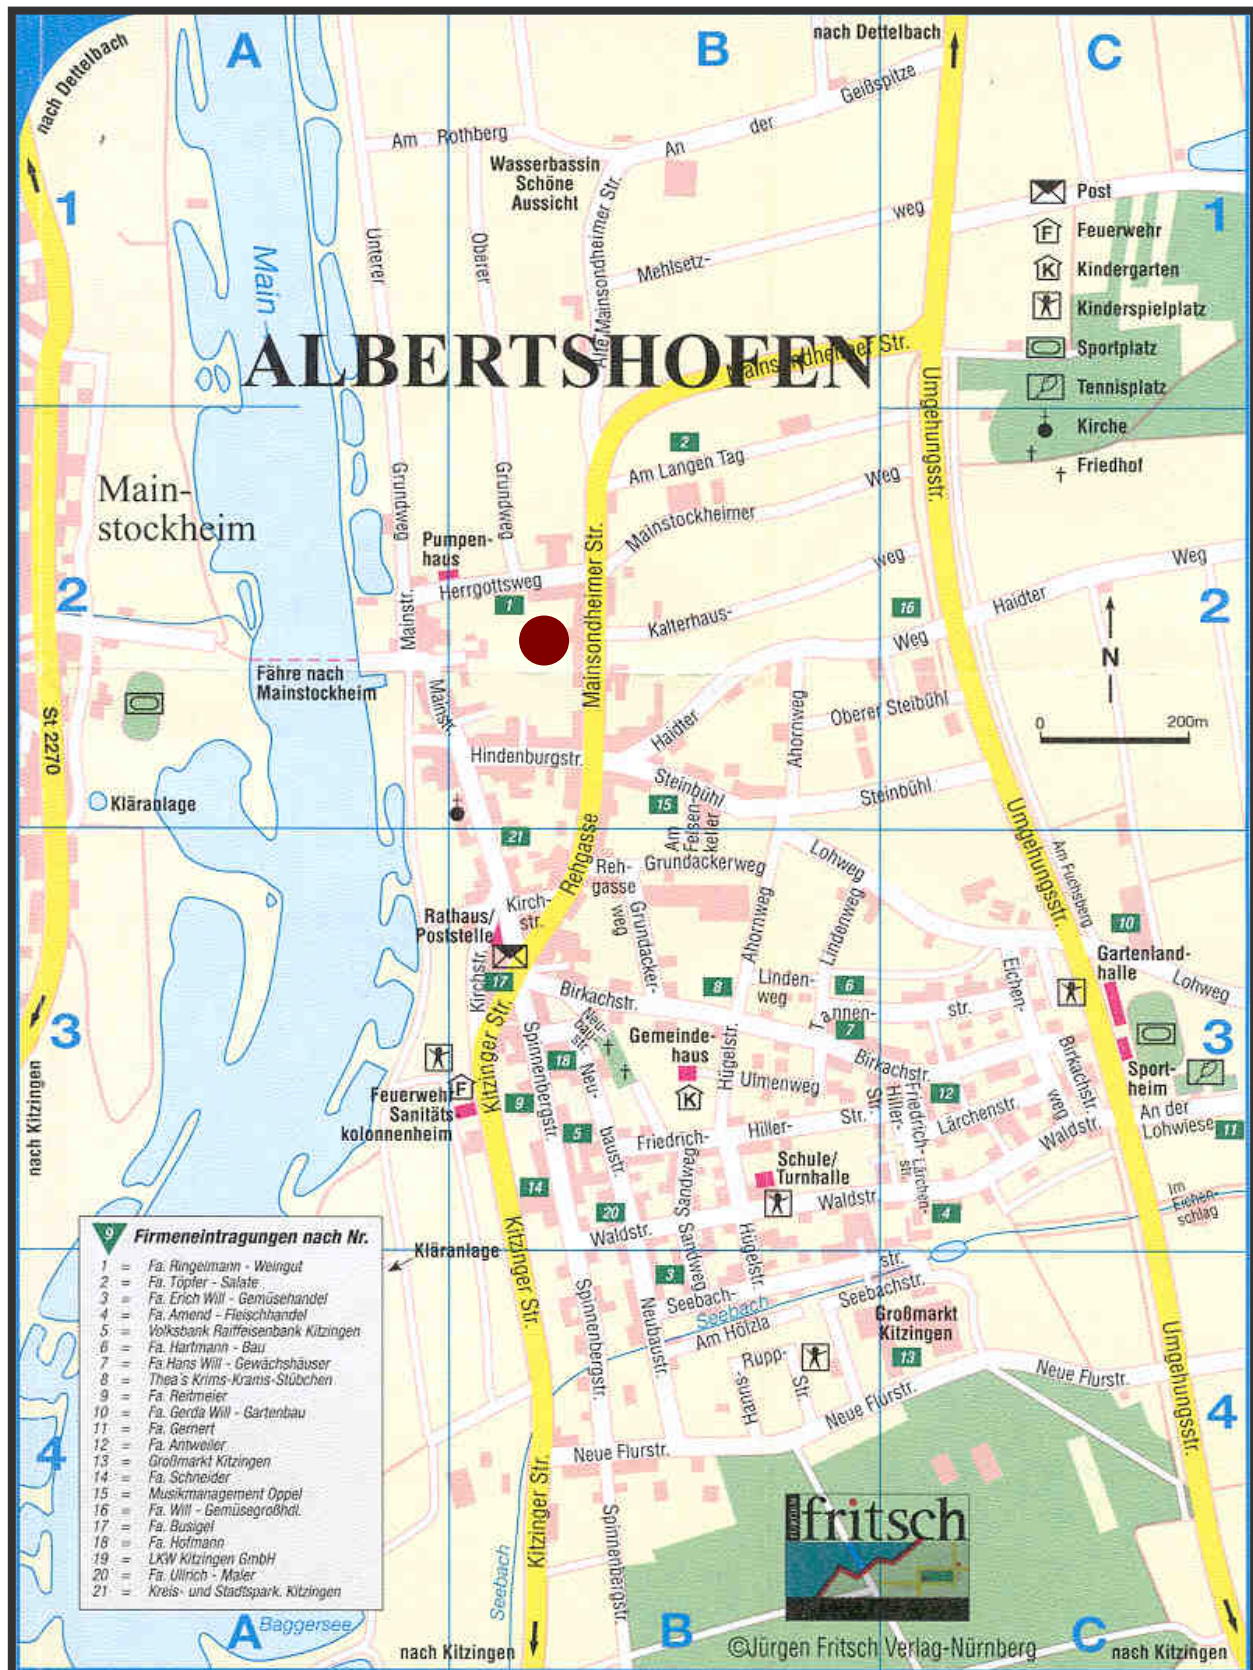 A
B
C
nach Dettelbach
nach Dettelbach
An der Geißspitze
Am Rothberg
Wasserbassin
Schöne
Aussicht
1
1
Post
Feuerwehr
Kindergarten
Kinderspielplatz
Sportplatz
Tennisplatz
Kirche
Friedhof
F
K
Main
Unterer
Oberer
Alte Mainsondheimer Str.
Mehlsetz-
weg
ALBERTSHOFEN
Mainsondheimer Str.
Umgehungsstr.
2
Am Langen Tag
Main-
stockheim
Grundweg
Grundweg
Mainstockheimer
Weg
Pumpen-
haus
Herrgottsweg
1
Mainstr.
Mainsondheimer Str.
weg
Kalterhaus-
16
Haidter
Weg
Weg
2
2
N
0
200m
Fähre nach
Mainstockheim
Mainstr.
St 2270
Haidter
Ahornweg
Oberer Steibühl
Hindenburgstr.
Steinbühl
Steinbühl
15
Am
Felsen-
keller
Kläranlage
21
Rehgasse
Reh-
gasse
Grundackerweg
Lohweg
Umgehungsstr.
Am Fuchsberg
Kirch-
str.
Rathaus/
Poststelle
Grundacker-
weg
Ahornweg
Lindenweg
10
Gartenland-
halle
Kirchstr.
17
Birkachstr.
8
Linden-
weg
6
Eichen-
Lohweg
Tannen-
str.
7
3
3
Kitzinger Str.
Spinnenbergstr.
Neu-
bau-
str.
18
Gemeinde-
haus
Hügelstr.
Ulmenweg
K
Birkachstr.
Birkachstr.
Sport-
heim
F
Feuerwehr
Sanitäts
kolonnenheim
9
Neu-
baustr.
5
Friedrich-
Hiller-
Str.
Str.
Hiller-
Friedrich-
str.
12
Lärchenstr.
weg
Waldstr.
An der
Lohwiese
11
nach Kitzingen
Schule/
Turnhalle
Sandweg
14
20
Waldstr.
Waldstr.
Lärchen-
4
Im
Eichen-
schlag
Kläranlage
Kitzinger Str.
Sandweg
Hügelstr.
3
Seebach-
str.
Seebach
Seebachstr.
Am Hölzla
Großmarkt
Kitzingen
13
Spinnenbergstr.
Neubaustr.
Rupp-
Hans-
Str.
Neue Flurstr.
Neue Flurstr.
Neue Flurstr.
Umgehungsstr.
4
4
Kitzinger Str.
Spinnenbergstr.
Seebach
9 Firmeneintragungen nach Nr.
1 = Fa. Ringelmann - Weingut
2 = Fa. Töpfer - Salate
3 = Fa. Erich Will - Gemüsehandel
4 = Fa. Amend - Fleischhandel
5 = Volksbank Raiffeisenbank Kitzingen
6 = Fa. Hartmann - Bau
7 = Fa.Hans Will - Gewächshäuser
8 = Thea's Krims-Krams-Stübchen
9 = Fa. Reitmeier
10 = Fa. Gerda Will - Gartenbau
11 = Fa. Gernert
12 = Fa. Antweiler
13 = Großmarkt Kitzingen
14 = Fa. Schneider
15 = Musikmanagement Oppel
16 = Fa. Will - Gemüsegroßhdl.
17 = Fa. Busigel
18 = Fa. Hofmann
19 = LKW Kitzingen GmbH
20 = Fa. Ullrich - Maler
21 = Kreis- und Stadtspark. Kitzingen
fritsch
A
Baggersee
nach Kitzingen
B
©Jürgen Fritsch Verlag-Nürnberg
C
nach Kitzingen